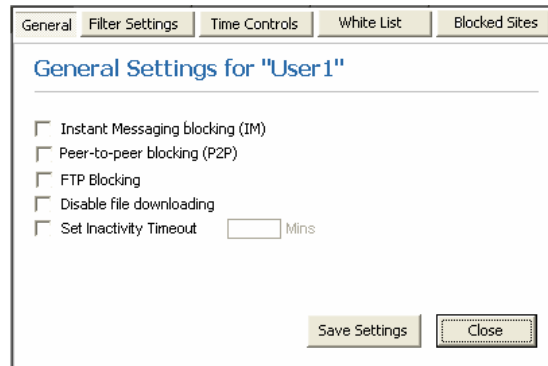 General Filter Settings Time Controls White List Blocked Sites
General Settings for "User1"
Instant Messaging blocking (IM)
Peer-to-peer blocking (P2P)
FTP Blocking
Disable file downloading
Set Inactivity Timeout Mins
Save Settings Close